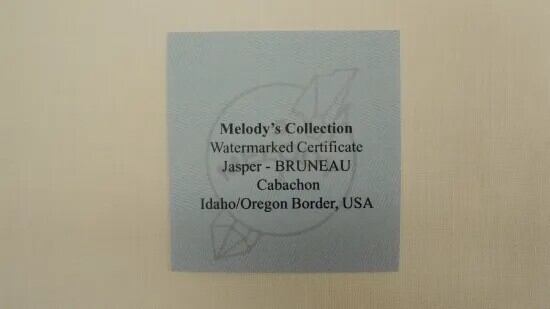 Melody's Collection
Watermarked Certificate
Jasper - BRUNEAU
Cabachon
Idaho/Oregon Border, USA